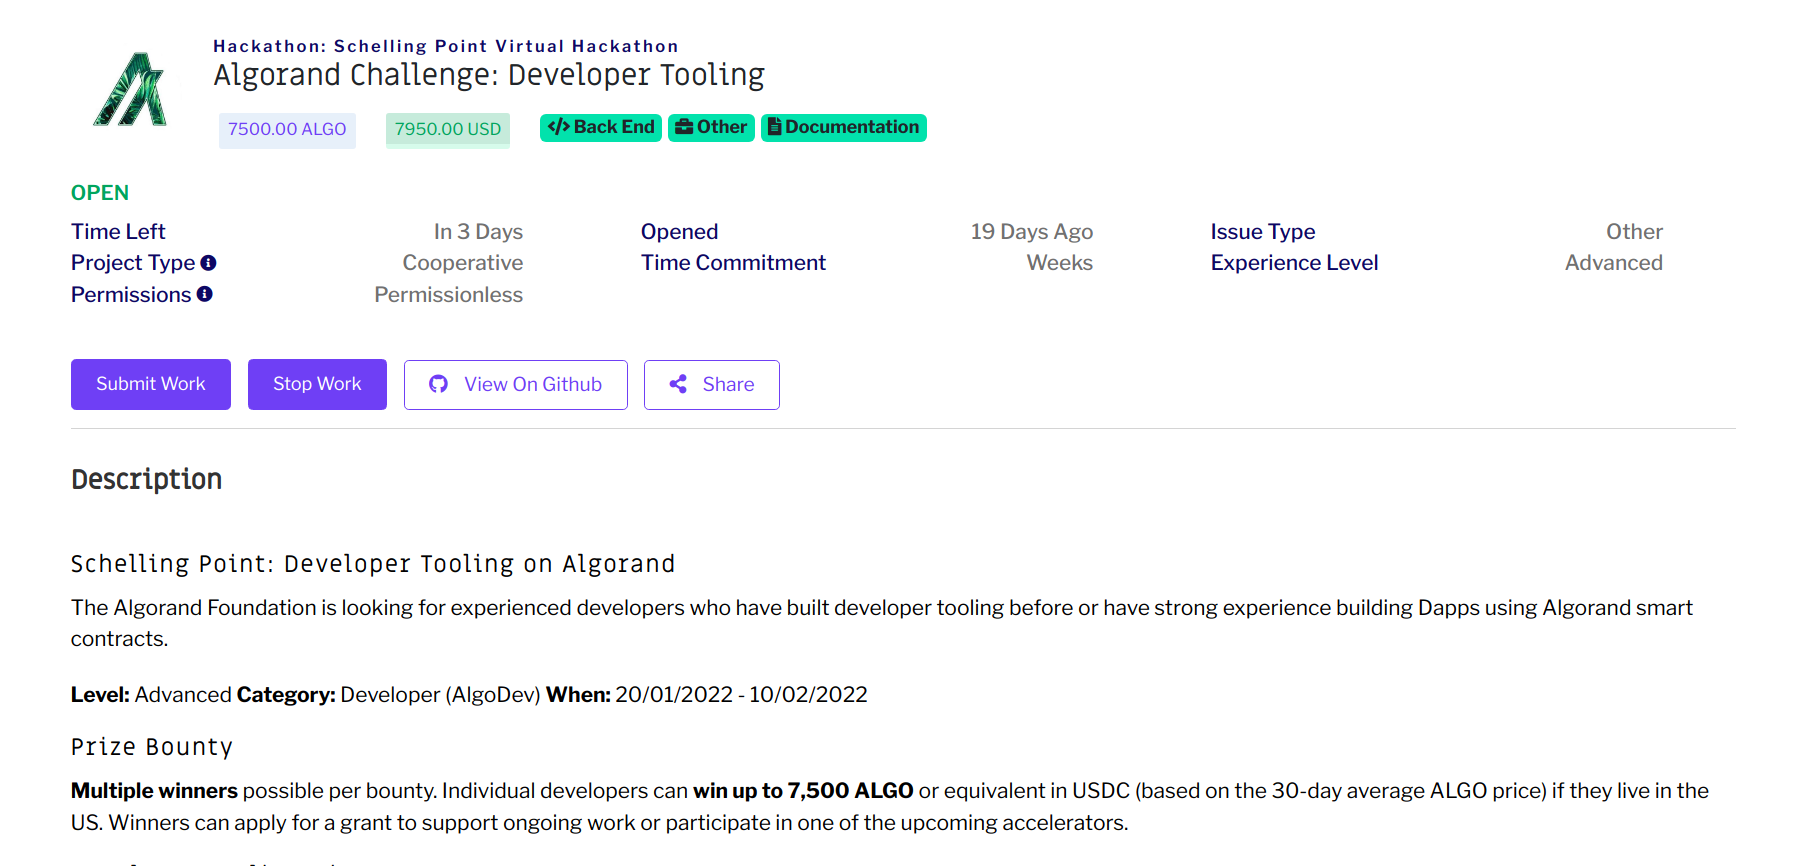 Hackathon: Schelling Point Virtual Hackathon
Algorand Challenge: Developer Tooling
7500.00 ALGO 7950.00 USD Back End Other Documentation
OPEN
Time Left In 3 Days Opened 19 Days Ago Issue Type Other
Project Type Cooperative Time Commitment Weeks Experience Level Advanced
Permissions Permissionless
Submit Work Stop Work View On Github Share
Description
Schelling Point: Developer Tooling on Algorand
The Algorand Foundation is looking for experienced developers who have built developer tooling before or have strong experience building Dapps using Algorand smart
contracts.
Level: Advanced Category: Developer (AlgoDev) When: 20/01/2022 - 10/02/2022
Prize Bounty
Multiple winners possible per bounty. Individual developers can win up to 7,500 ALGO or equivalent in USDC (based on the 30-day average ALGO price) if they live in the
US. Winners can apply for a grant to support ongoing work or participate in one of the upcoming accelerators.